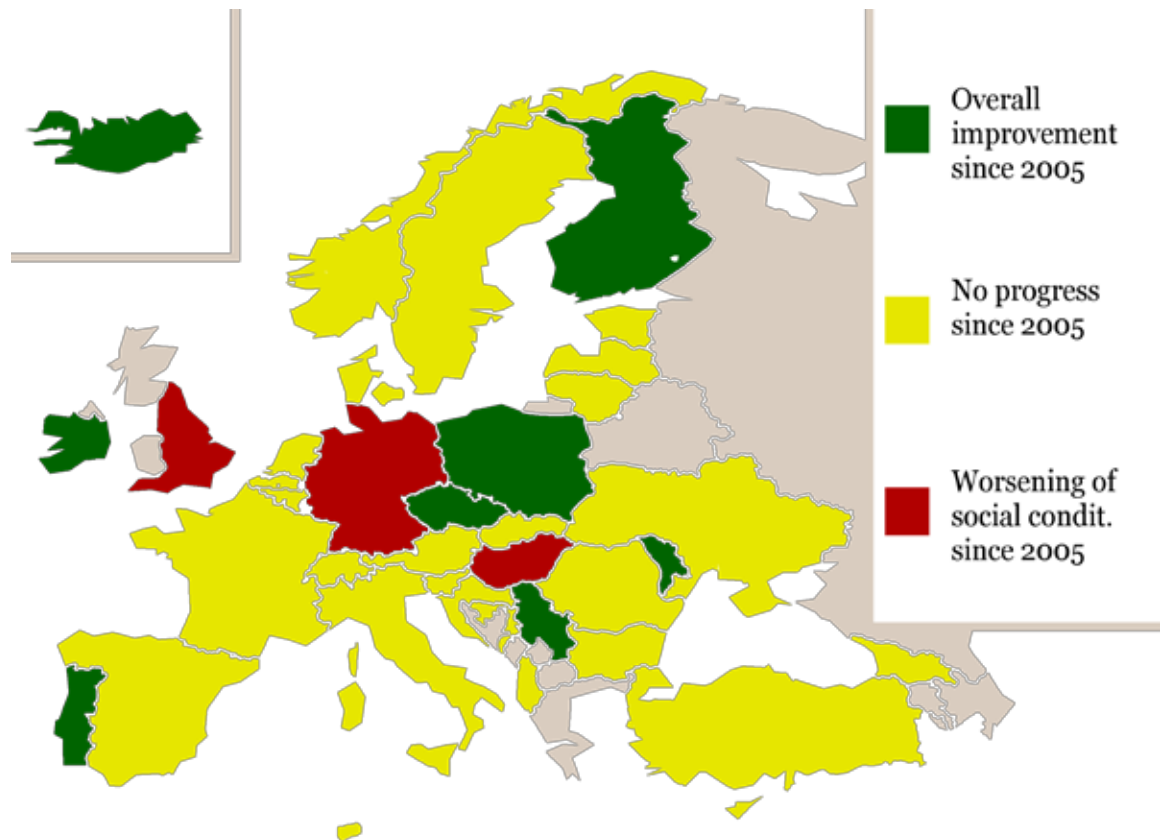 Overall
improvement
since 2005
No progress
since 2005
Worsening of
social condit.
since 2005